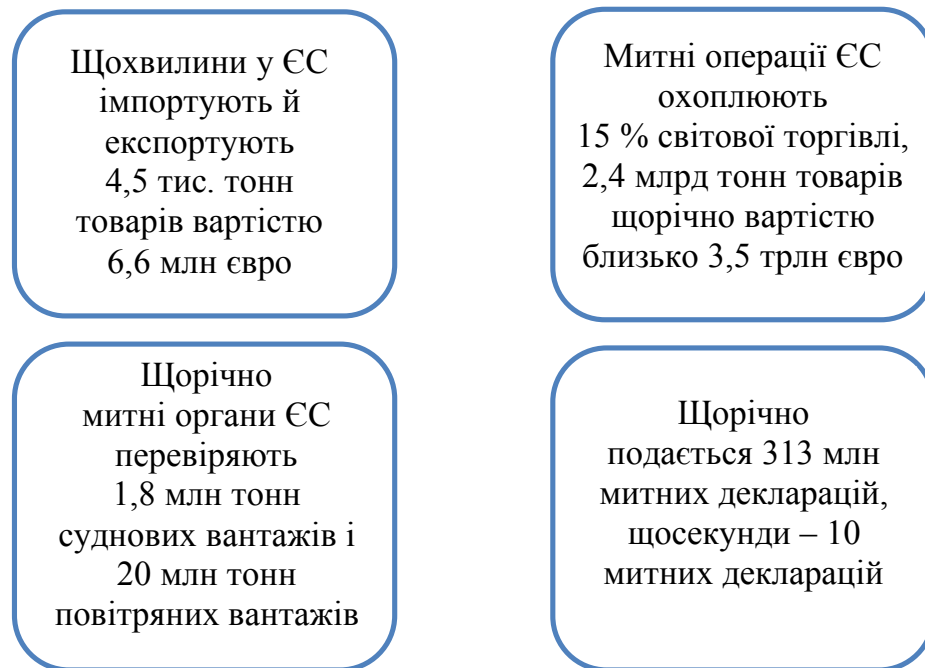 Щохвилини у ЄС
імпортують й
експортують
4,5 тис. тонн
товарів вартістю
6,6 млн євро
Митні операції ЄС
охоплюють
15 % світової торгівлі,
2,4 млрд тонн товарів
щорічно вартістю
близько 3,5 трлн євро
Щорічно
митні органи ЄС
перевіряють
1,8 млн тонн
суднових вантажів і
20 млн тонн
повітряних вантажів
Щорічно
подається 313 млн
митних декларацій,
щосекунди – 10
митних декларацій